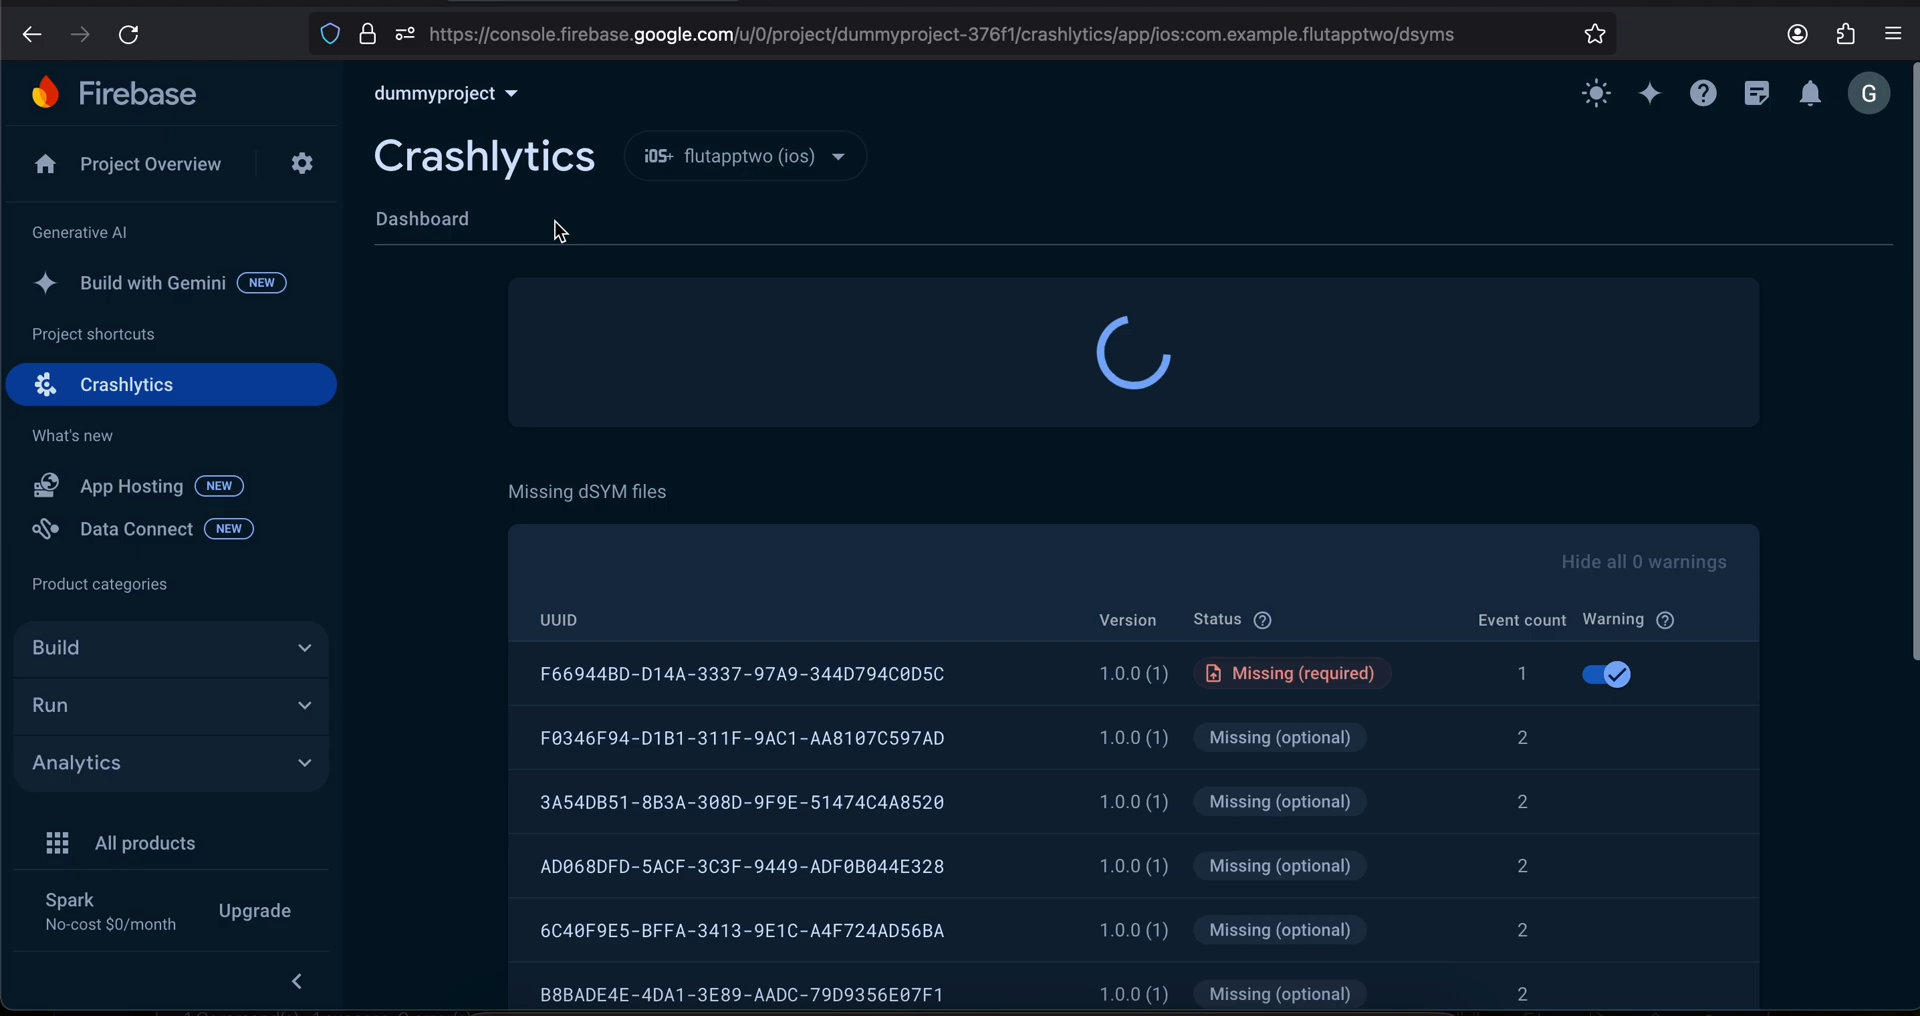 https://console.firebase.google.com/u/0/project/dummyproject-376f1/crashlytics/app/ios:com.example.flutapptwo/dsyms
Firebase
dummyproject
G
Project Overview
Crashlytics
iOS+ flutapptwo (ios)
Dashboard
Generative AI
Build with Gemini NEW
Project shortcuts
Crashlytics
What's new
App Hosting NEW
Data Connect NEW
Product categories
Build
Run
Analytics
All products
Spark
No-cost $0/month
Upgrade
Missing dSYM files
Hide all 0 warnings
UUID Version Status Event count Warning
F66944BD-D14A-3337-97A9-344D794C0D5C 1.0.0 (1) Missing (required) 1
F0346F94-D1B1-311F-9AC1-AA8107C597AD 1.0.0 (1) Missing (optional) 2
3A54DB51-8B3A-308D-9F9E-51474C4A8520 1.0.0 (1) Missing (optional) 2
AD068DFD-5ACF-3C3F-9449-ADF0B044E328 1.0.0 (1) Missing (optional) 2
6C40F9E5-BFFA-3413-9E1C-A4F724AD56BA 1.0.0 (1) Missing (optional) 2
B8BADE4E-4DA1-3E89-AADC-79D9356E07F1 1.0.0 (1) Missing (optional) 2